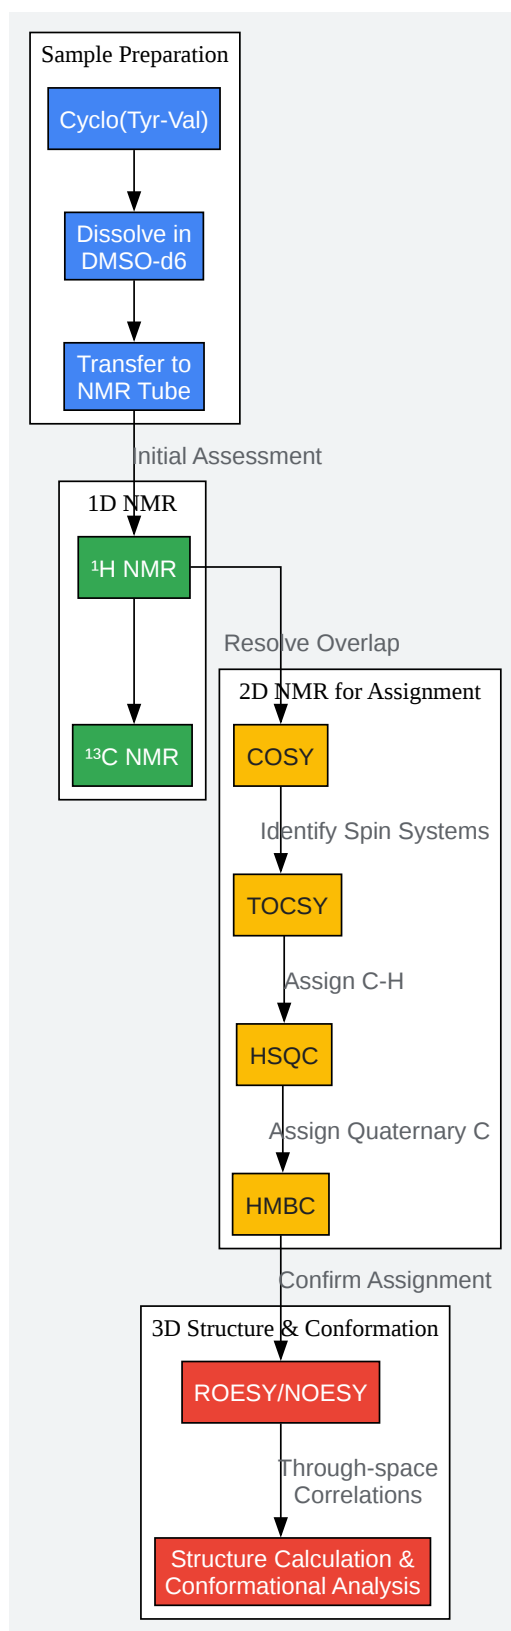 Sample Preparation
Cyclo(Tyr-Val)
Dissolve in
DMSO-d6
Transfer to
NMR Tube
Initial Assessment
1D NMR
¹H NMR
¹³C NMR
Resolve Overlap
2D NMR for Assignment
COSY
Identify Spin Systems
TOCSY
Assign C-H
HSQC
Assign Quaternary C
HMBC
Confirm Assignment
3D Structure & Conformation
ROESY/NOESY
Through-space
Correlations
Structure Calculation &
Conformational Analysis